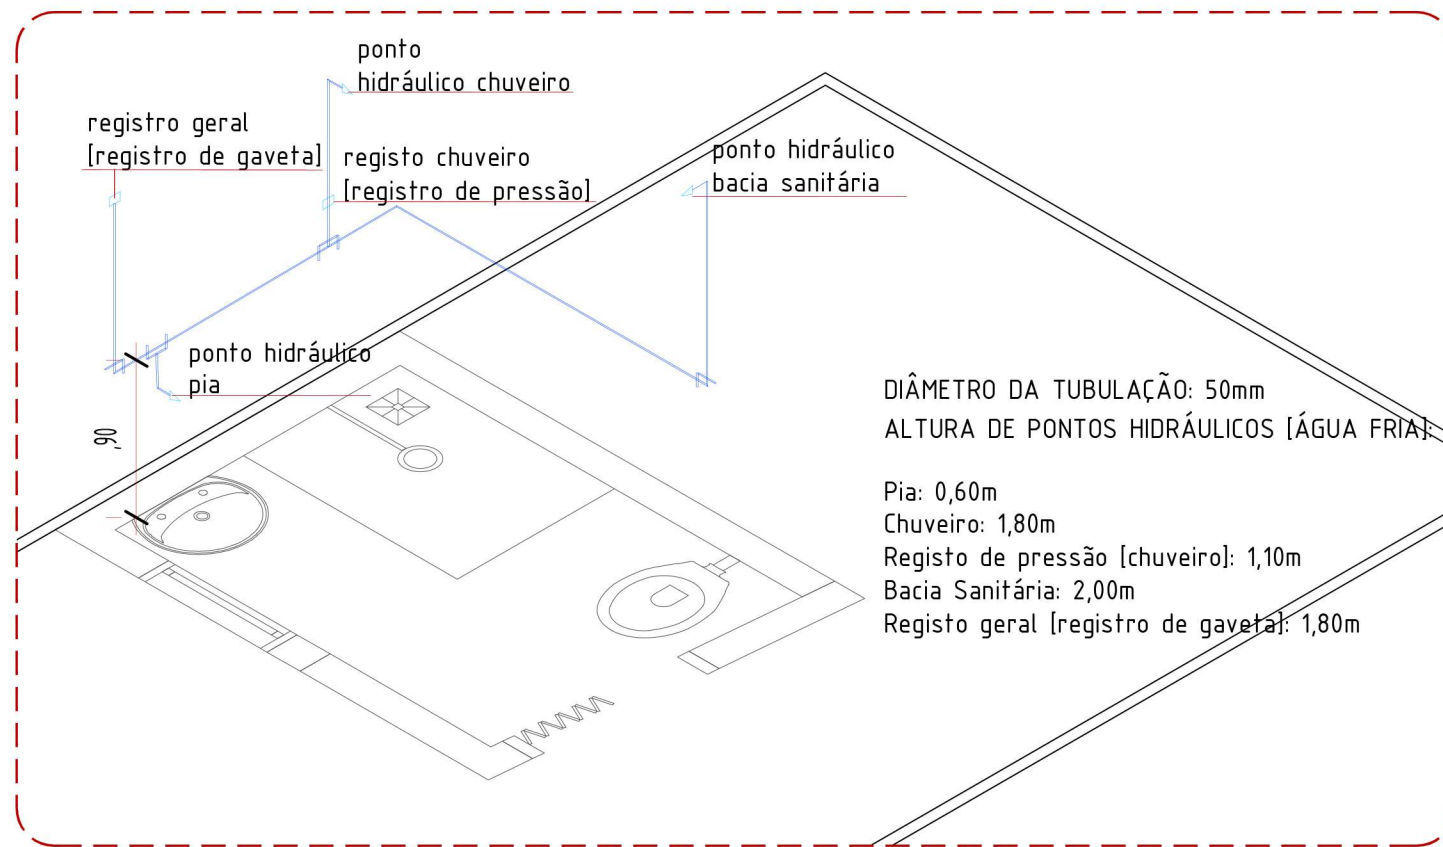 ponto
hidráulico chuveiro
registro geral
[registro de gaveta]
registo chuveiro
[registro de pressão]
ponto hidráulico
bacia sanitária
ponto hidráulico
pia
,90
DIÂMETRO DA TUBULAÇÃO: 50mm
ALTURA DE PONTOS HIDRÁULICOS [ÁGUA FRIA]:
Pia: 0,60m
Chuveiro: 1,80m
Registo de pressão [chuveiro]: 1,10m
Bacia Sanitária: 2,00m
Registo geral [registro de gaveta]: 1,80m